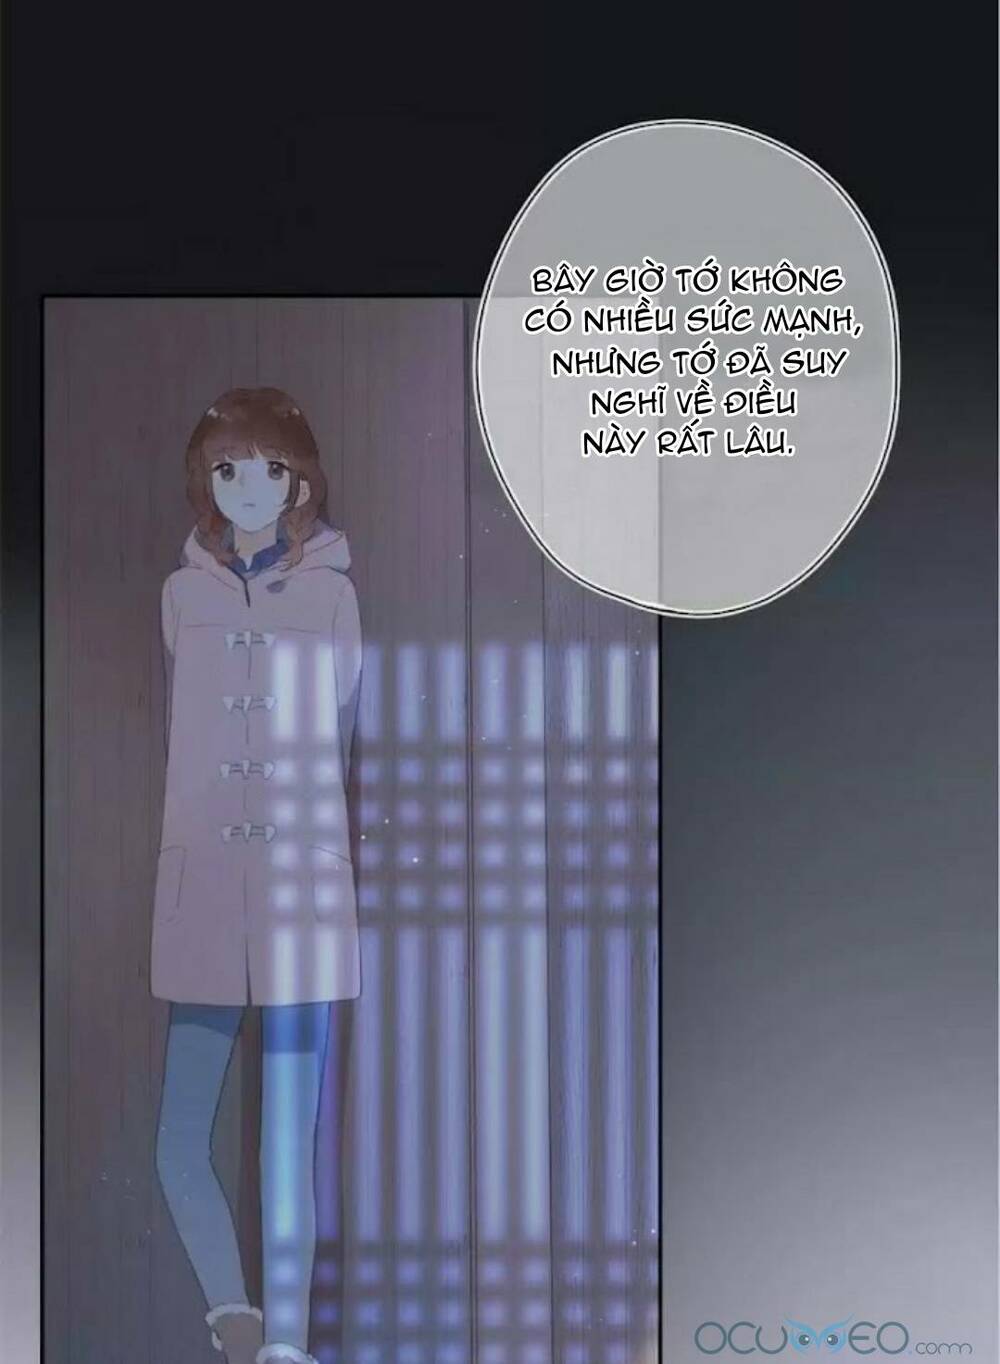 BÂY GIỜ TỚ KHÔNG
CÓ NHIỀU SỨC MẠNH,
NHƯNG TỚ ĐÃ SUY
NGHĨ VỀ ĐIỀU
NÀY RẤT LÂU.
OCUMEO.com